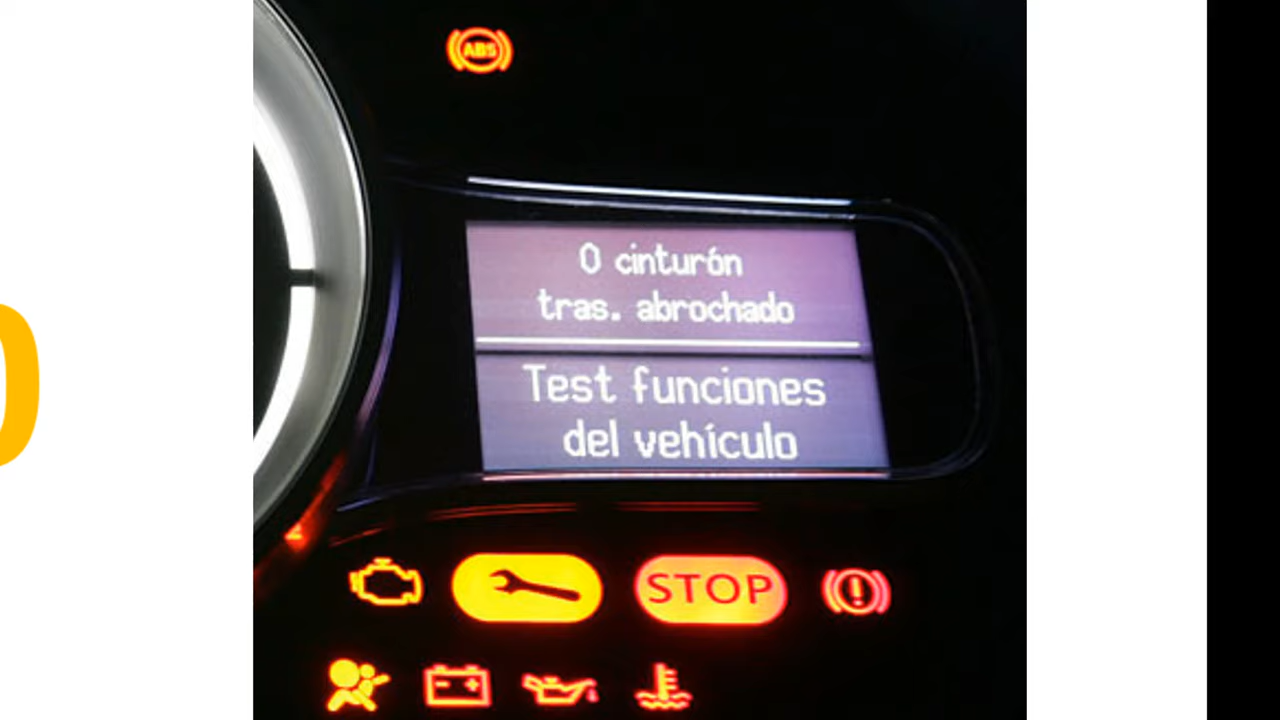 ABS
0 cinturón
tras. abrochado
Test funciones
del vehículo
STOP